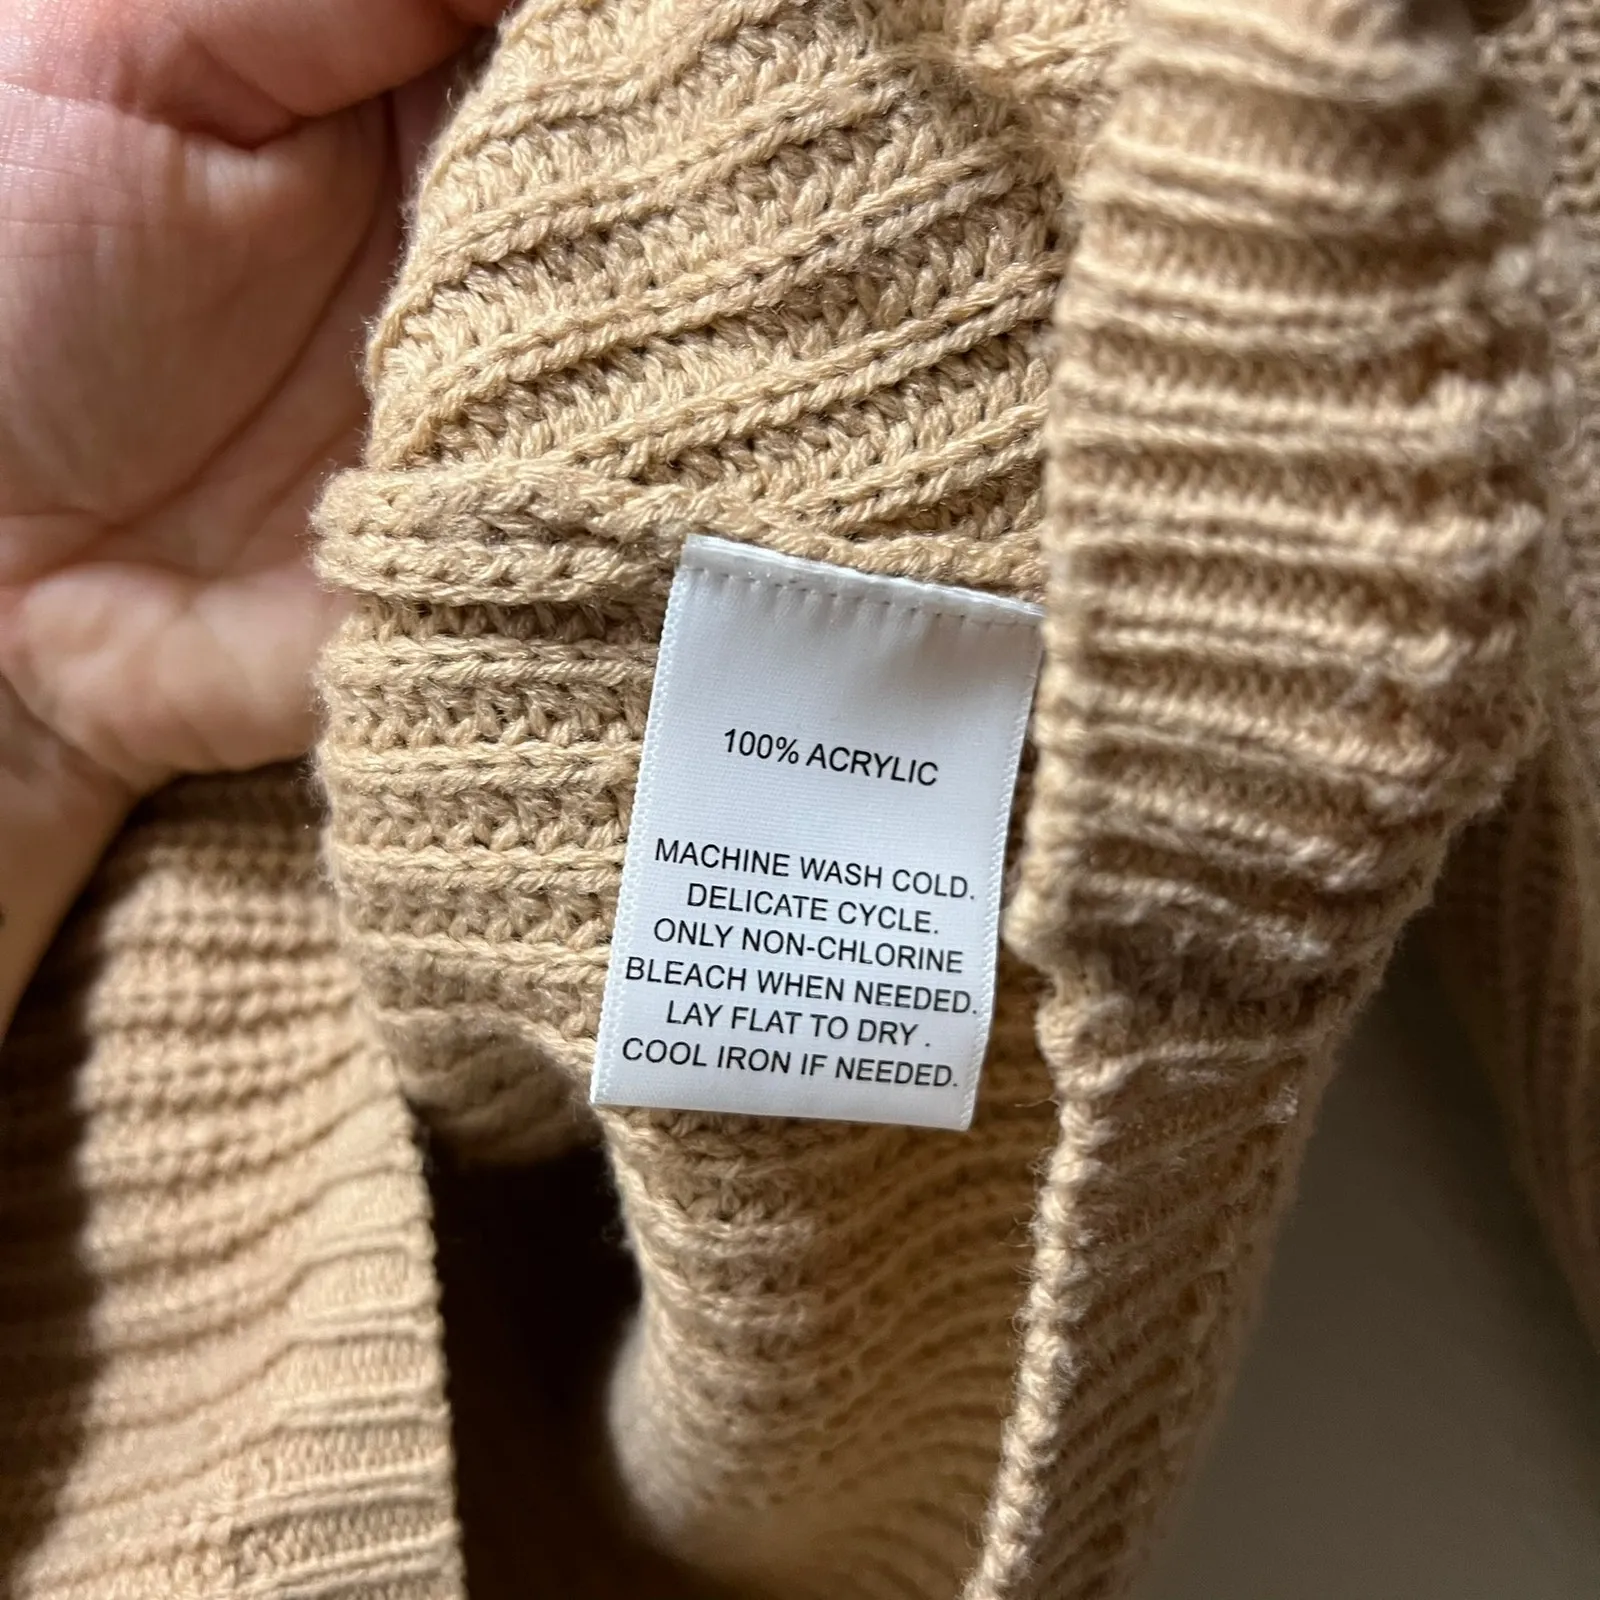 100% ACRYLIC
MACHINE WASH COLD.
DELICATE CYCLE.
ONLY NON-CHLORINE
BLEACH WHEN NEEDED.
LAY FLAT TO DRY .
COOL IRON IF NEEDED.